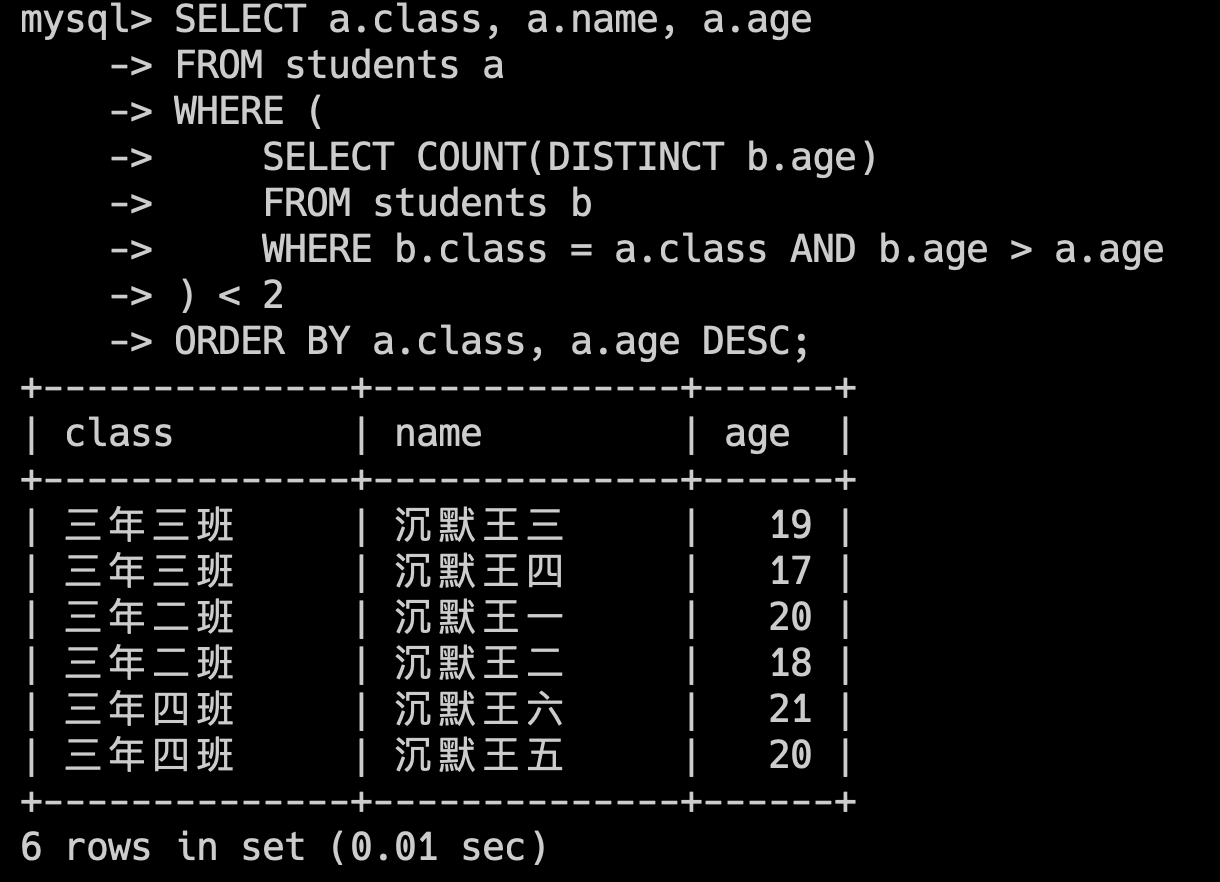 mysql> SELECT a.class, a.name, a.age
    -> FROM students a
    -> WHERE (
    ->     SELECT COUNT(DISTINCT b.age)
    ->     FROM students b
    ->     WHERE b.class = a.class AND b.age > a.age
    -> ) < 2
    -> ORDER BY a.class, a.age DESC;
+--------------+--------------+------+
| class        | name         | age  |
+--------------+--------------+------+
| 三年三班     | 沉默王三     |   19 |
| 三年三班     | 沉默王四     |   17 |
| 三年二班     | 沉默王一     |   20 |
| 三年二班     | 沉默王二     |   18 |
| 三年四班     | 沉默王六     |   21 |
| 三年四班     | 沉默王五     |   20 |
+--------------+--------------+------+
6 rows in set (0.01 sec)